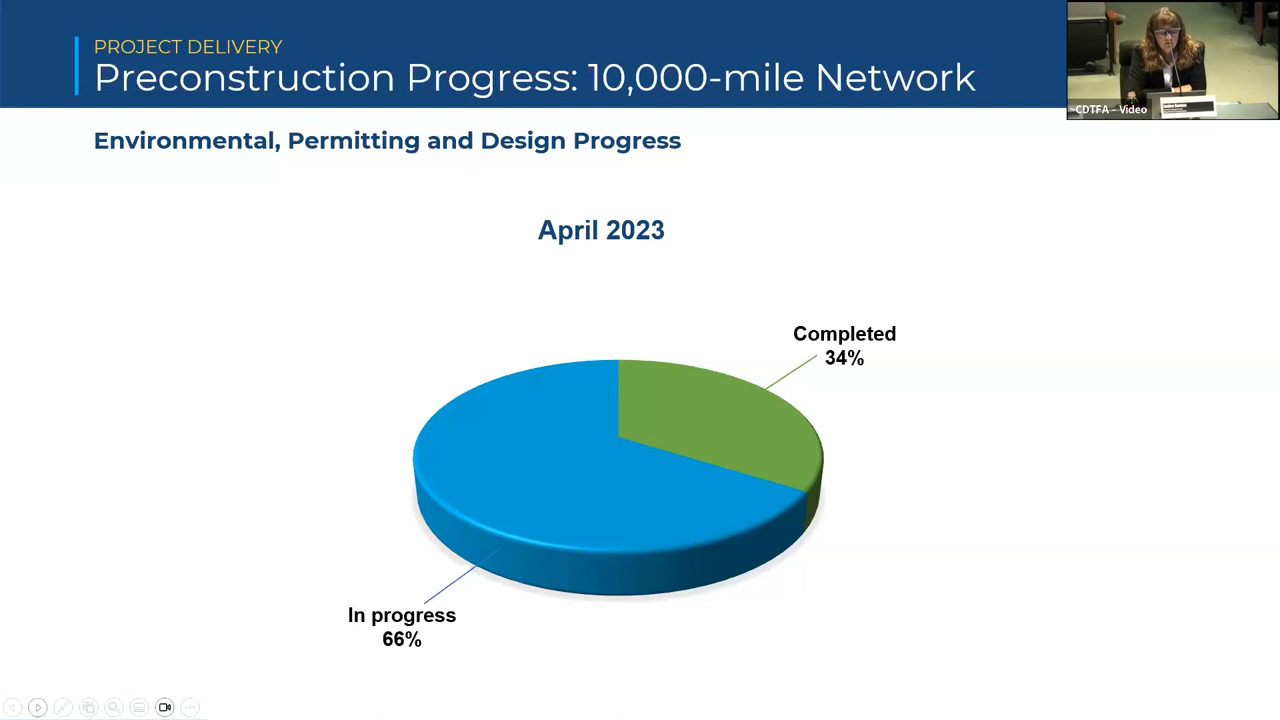 PROJECT DELIVERY
Preconstruction Progress: 10,000-mile Network
~CDTFA - Video
Environmental, Permitting and Design Progress
April 2023
Completed
34%
In progress
66%